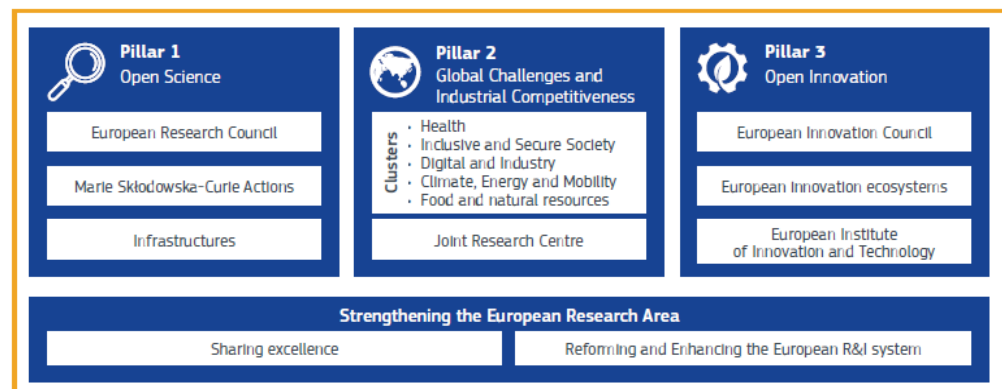 Pillar 1
Open Science
European Research Council
Marie Skłodowska-Curie Actions
Infrastructures
Pillar 2
Global Challenges and
Industrial Competitiveness
Clusters
· Health
· Inclusive and Secure Society
· Digital and Industry
· Climate, Energy and Mobility
· Food and natural resources
Joint Research Centre
Pillar 3
Open Innovation
European Innovation Council
European innovation ecosystems
European Institute
of Innovation and Technology
Strengthening the European Research Area
Sharing excellence
Reforming and Enhancing the European R&I system